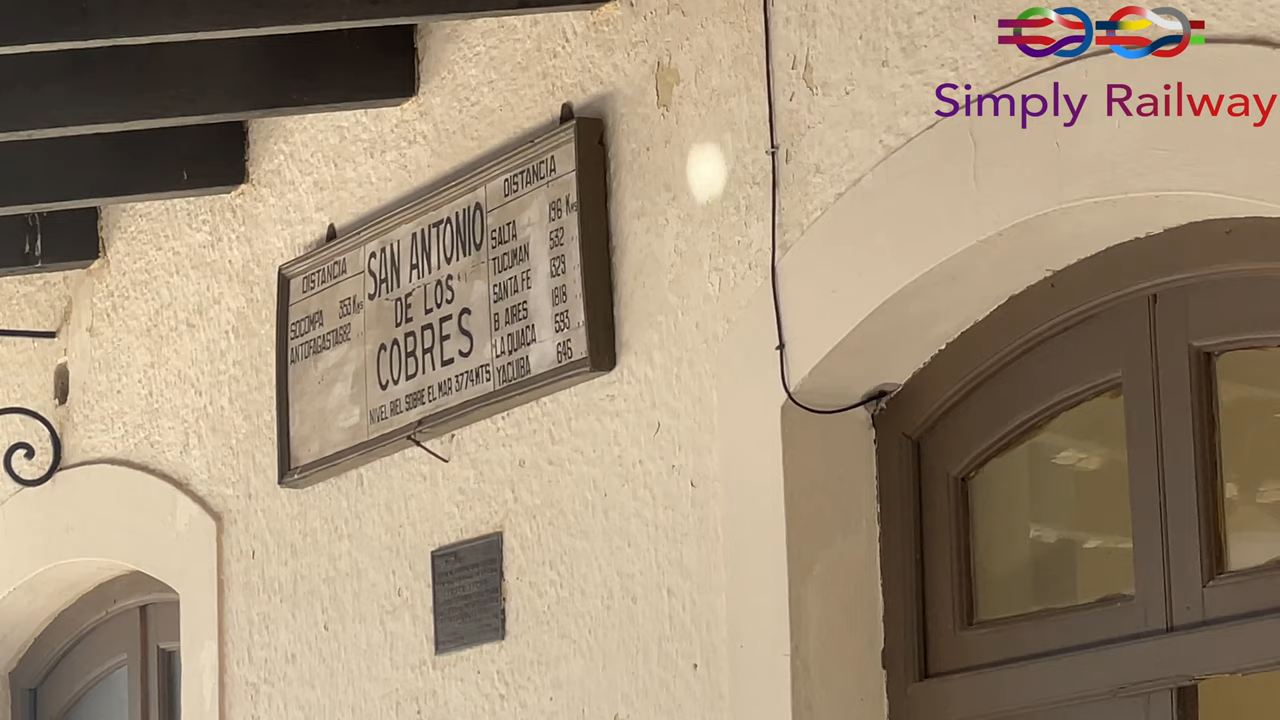 Simply Railway
DISTANCIA
SOCOMPA 353 Kms
ANTOFAGASTA 682
SAN ANTONIO
DE LOS
COBRES
NIVEL RIEL SOBRE EL MAR 3774 MTS
DISTANCIA
SALTA 196 Kms
TUCUMAN 532
SANTA FE 1329
B. AIRES 1818
LA QUIACA 593
YACUIBA 646